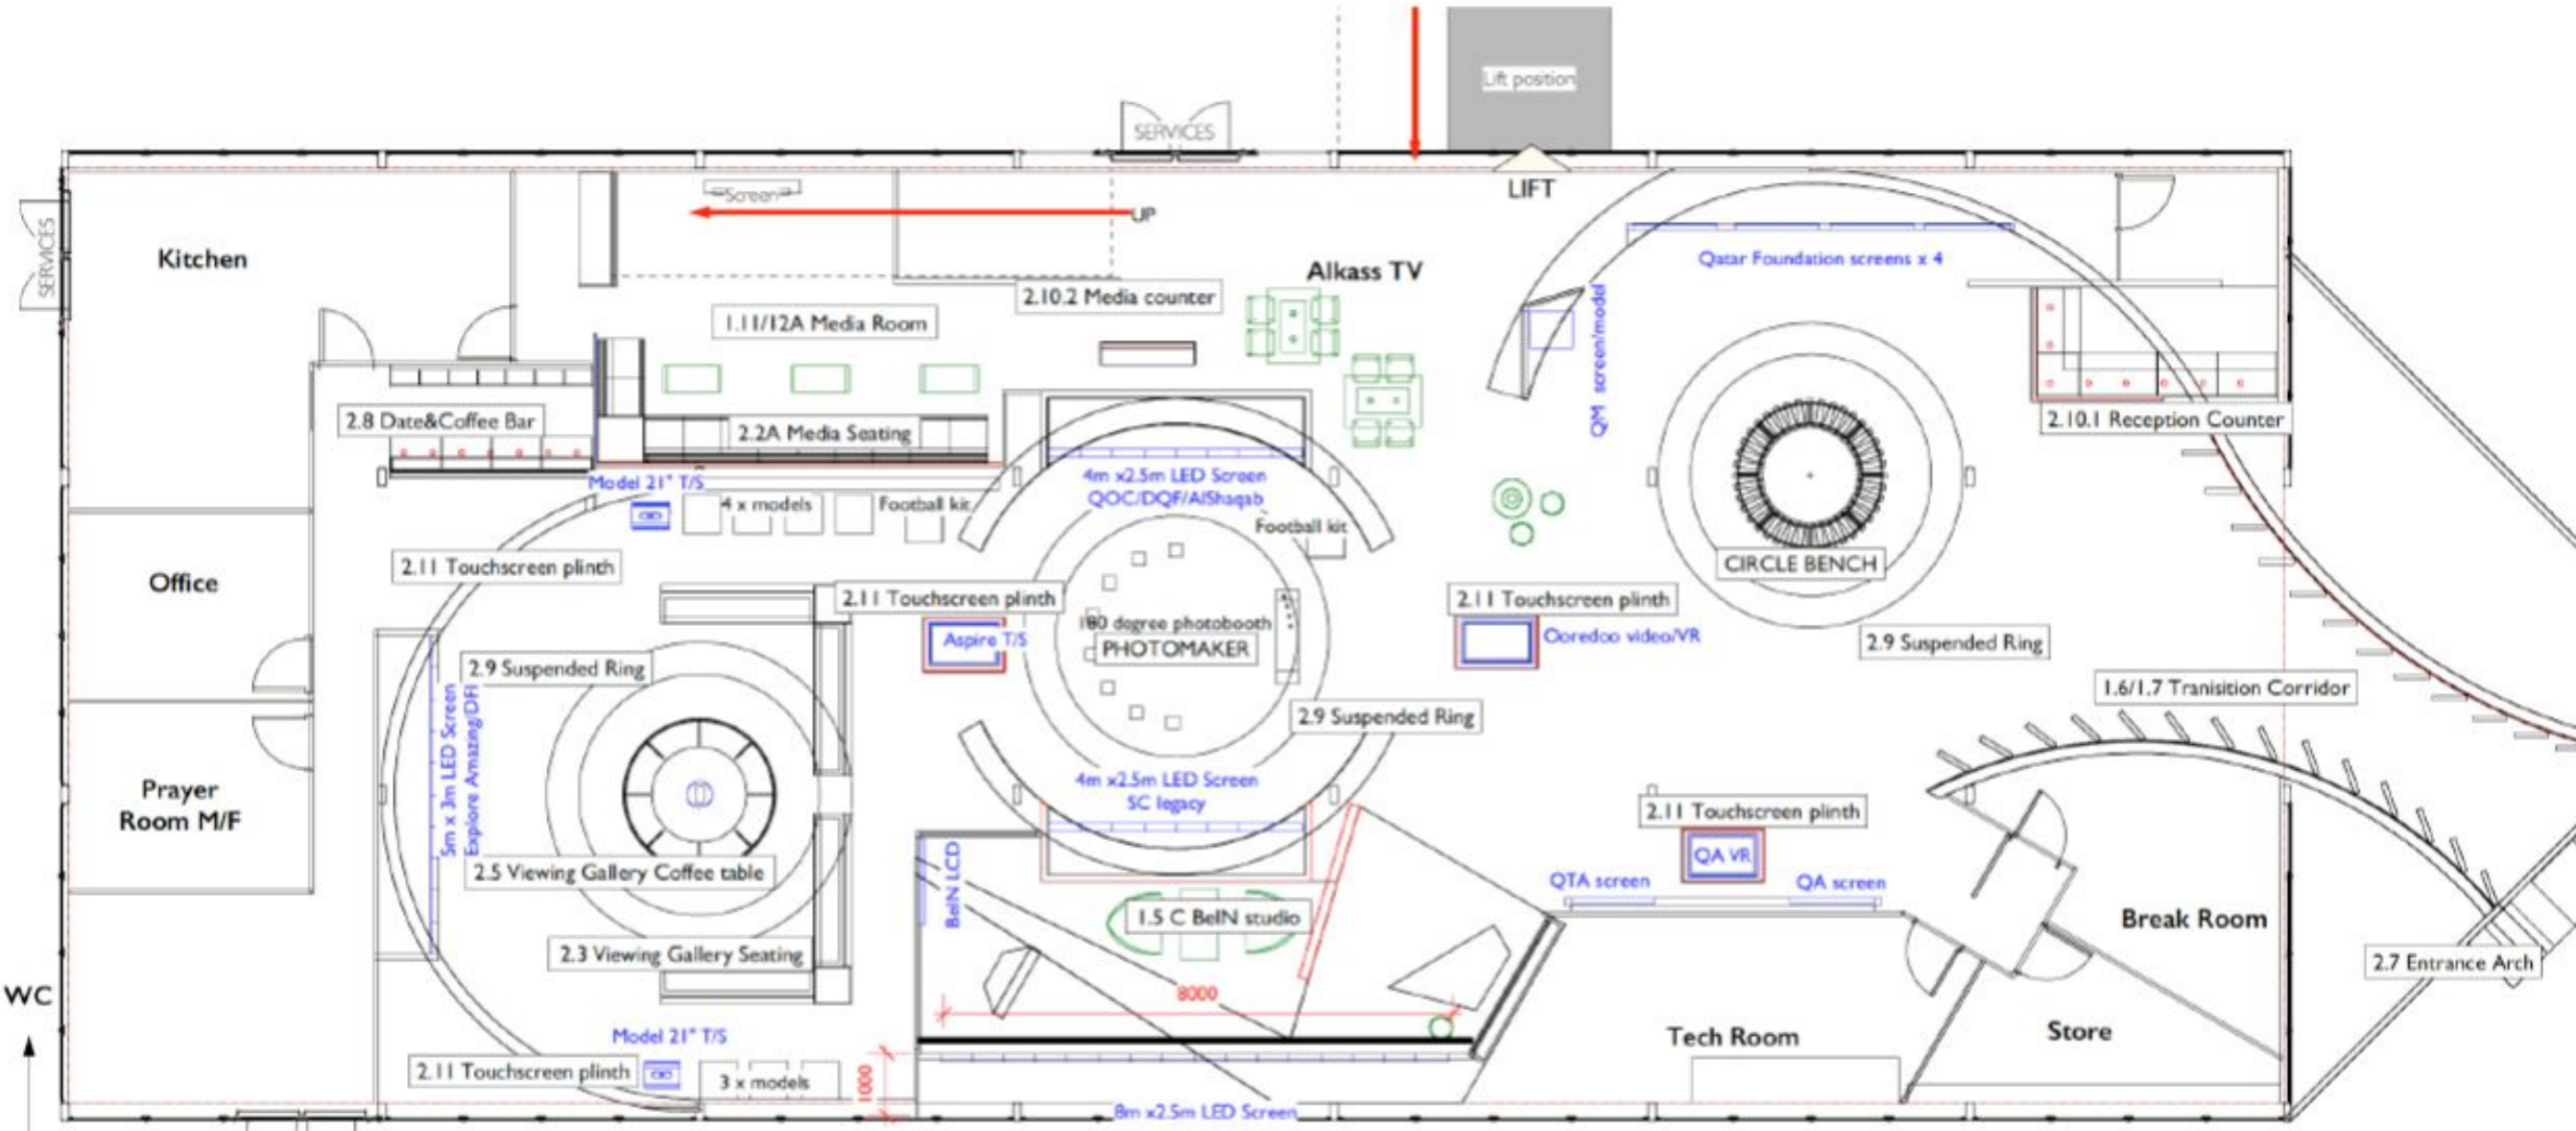 Lift position
SERVICES
LIFT
Screen
UP
SERVICES
Kitchen
Alkass TV
Qatar Foundation screens x 4
2.10.2 Media counter
1.11/12A Media Room
QM screen/model
2.8 Date&Coffee Bar
2.2A Media Seating
2.10.1 Reception Counter
Model 21" T/S
4m x2.5m LED Screen
QOC/DQF/AlShaqab
4 x models
Football kit
Football kit
2.11 Touchscreen plinth
CIRCLE BENCH
Office
2.11 Touchscreen plinth
2.11 Touchscreen plinth
180 degree photobooth
PHOTOMAKER
Aspire T/S
Ooredoo video/VR
2.9 Suspended Ring
2.9 Suspended Ring
1.6/1.7 Tranisition Corridor
2.9 Suspended Ring
5m x 3m LED Screen
Explore Amazing/DFI
Prayer
Room M/F
4m x2.5m LED Screen
SC legacy
2.11 Touchscreen plinth
QA VR
2.5 Viewing Gallery Coffee table
BeIN LCD
QTA screen
QA screen
1.5 C BeIN studio
Break Room
2.3 Viewing Gallery Seating
2.7 Entrance Arch
WC
8000
Model 21" T/S
Tech Room
Store
2.11 Touchscreen plinth
3 x models
1000
8m x2.5m LED Screen